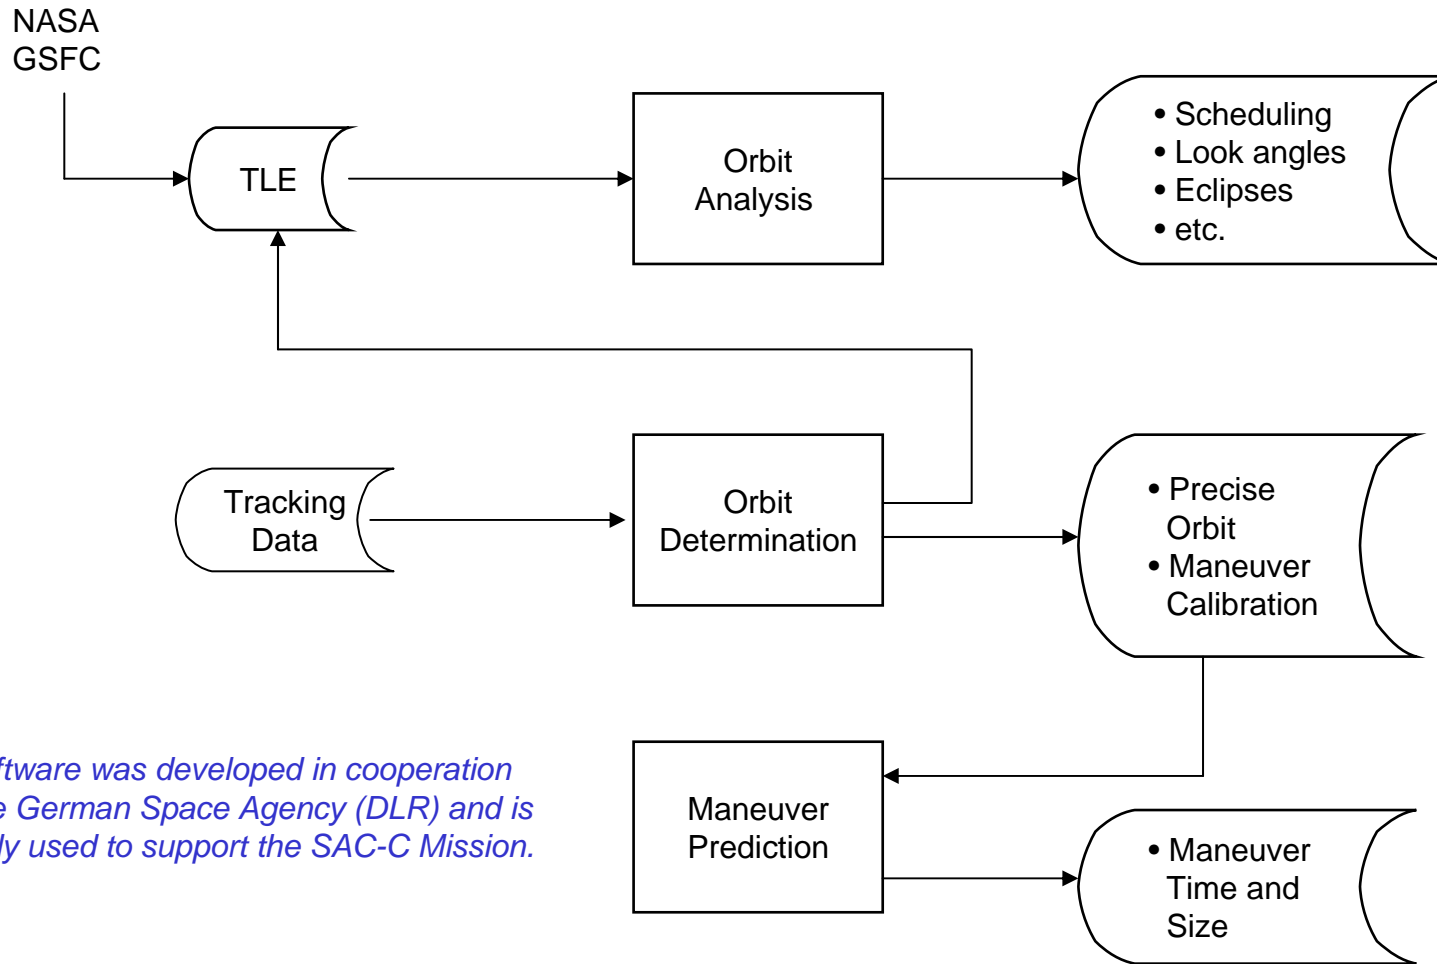 NASA
GSFC
TLE
Orbit
Analysis
• Scheduling
• Look angles
• Eclipses
• etc.
Tracking
Data
Orbit
Determination
• Precise
Orbit
• Maneuver
Calibration
ftware was developed in cooperation
e German Space Agency (DLR) and is
ly used to support the SAC-C Mission.
Maneuver
Prediction
• Maneuver
Time and
Size